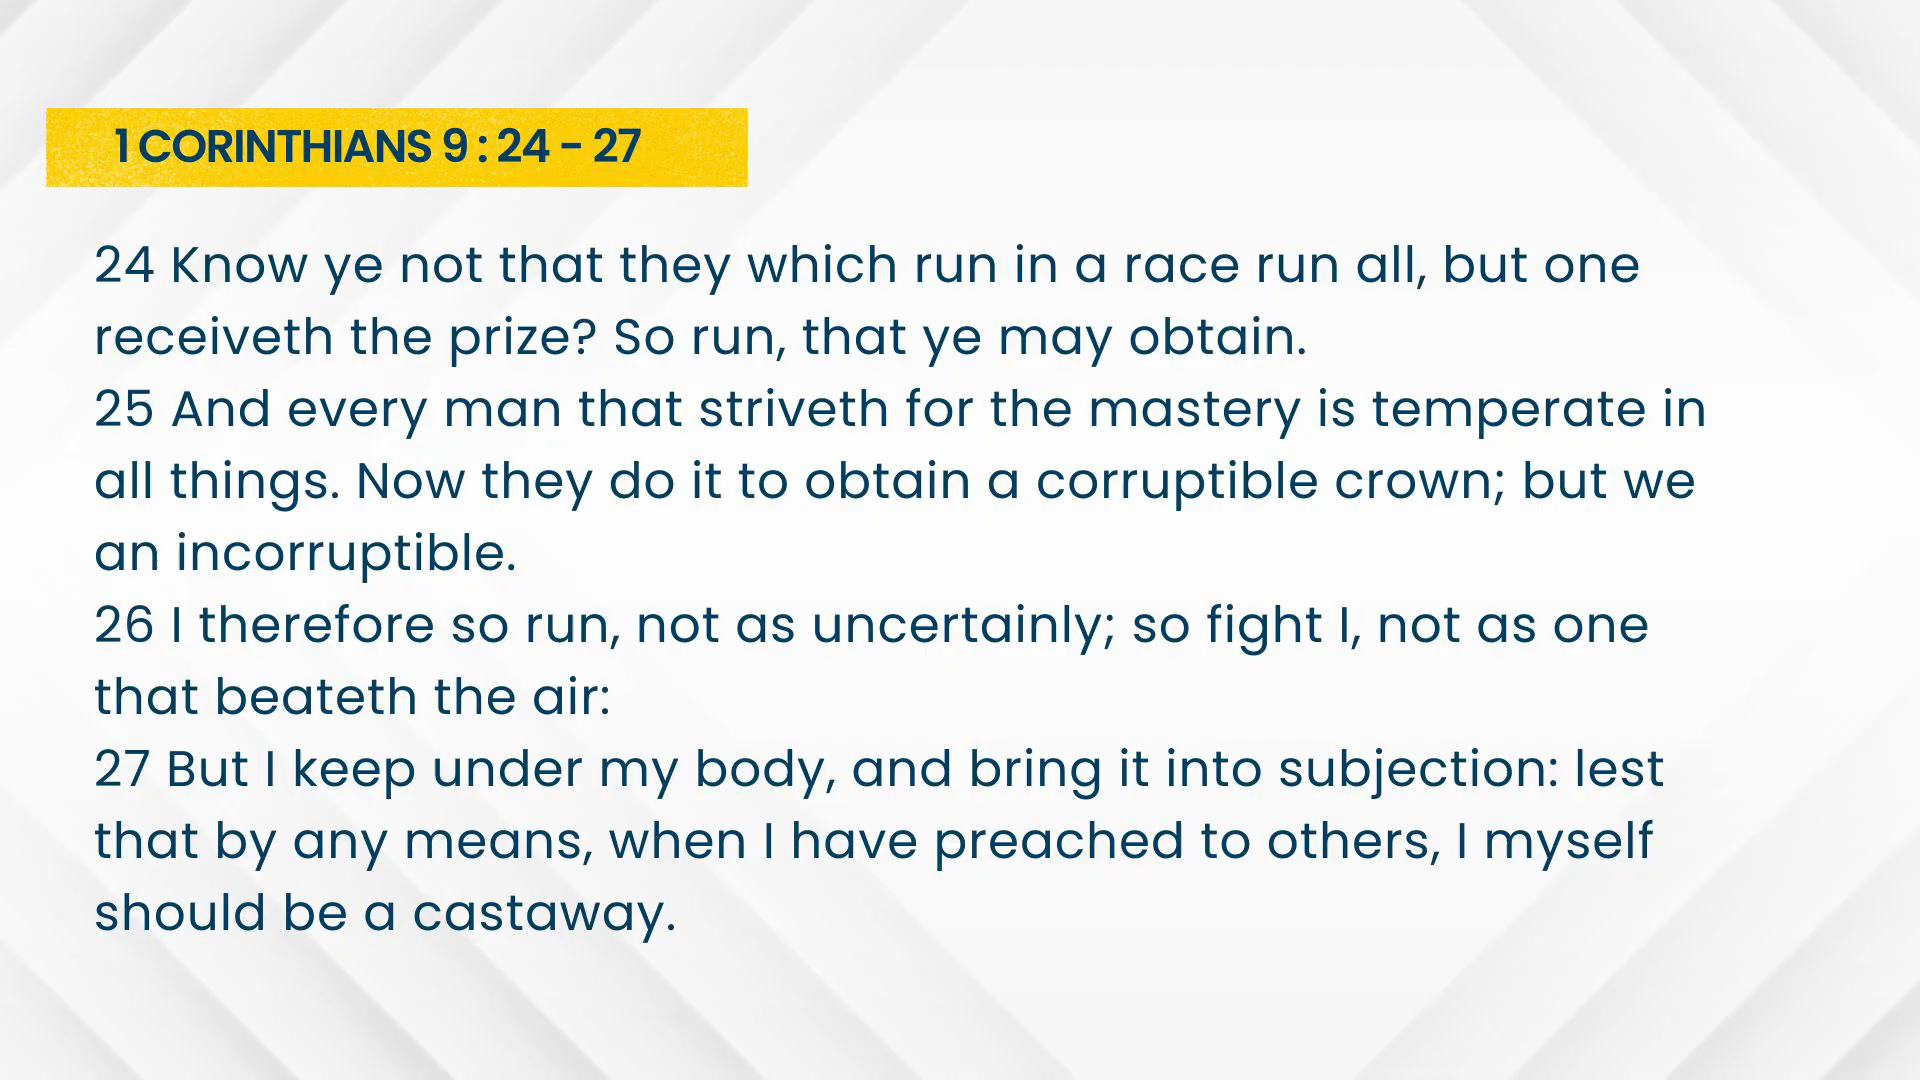 1 CORINTHIANS 9 : 24 - 27
24 Know ye not that they which run in a race run all, but one
receiveth the prize? So run, that ye may obtain.
25 And every man that striveth for the mastery is temperate in
all things. Now they do it to obtain a corruptible crown; but we
an incorruptible.
26 I therefore so run, not as uncertainly; so fight I, not as one
that beateth the air:
27 But I keep under my body, and bring it into subjection: lest
that by any means, when I have preached to others, I myself
should be a castaway.